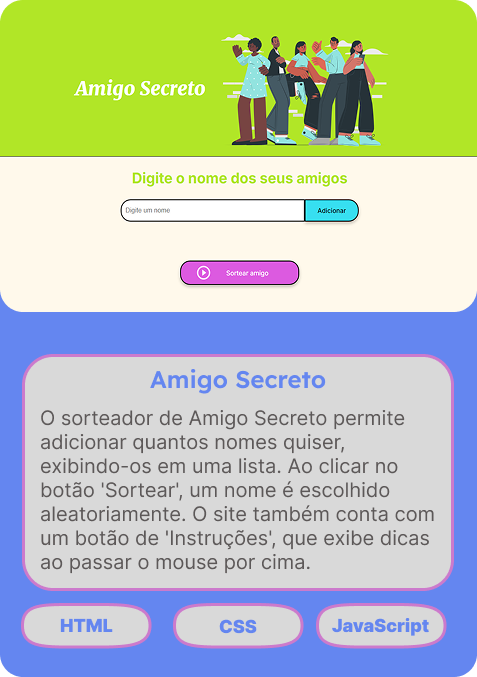 Amigo Secreto
Digite o nome dos seus amigos
Digite um nome
Adicionar
Sortear amigo
Amigo Secreto
O sorteador de Amigo Secreto permite
adicionar quantos nomes quiser,
exibindo-os em uma lista. Ao clicar no
botão 'Sortear', um nome é escolhido
aleatoriamente. O site também conta com
um botão de 'Instruções', que exibe dicas
ao passar o mouse por cima.
HTML
CSS
JavaScript